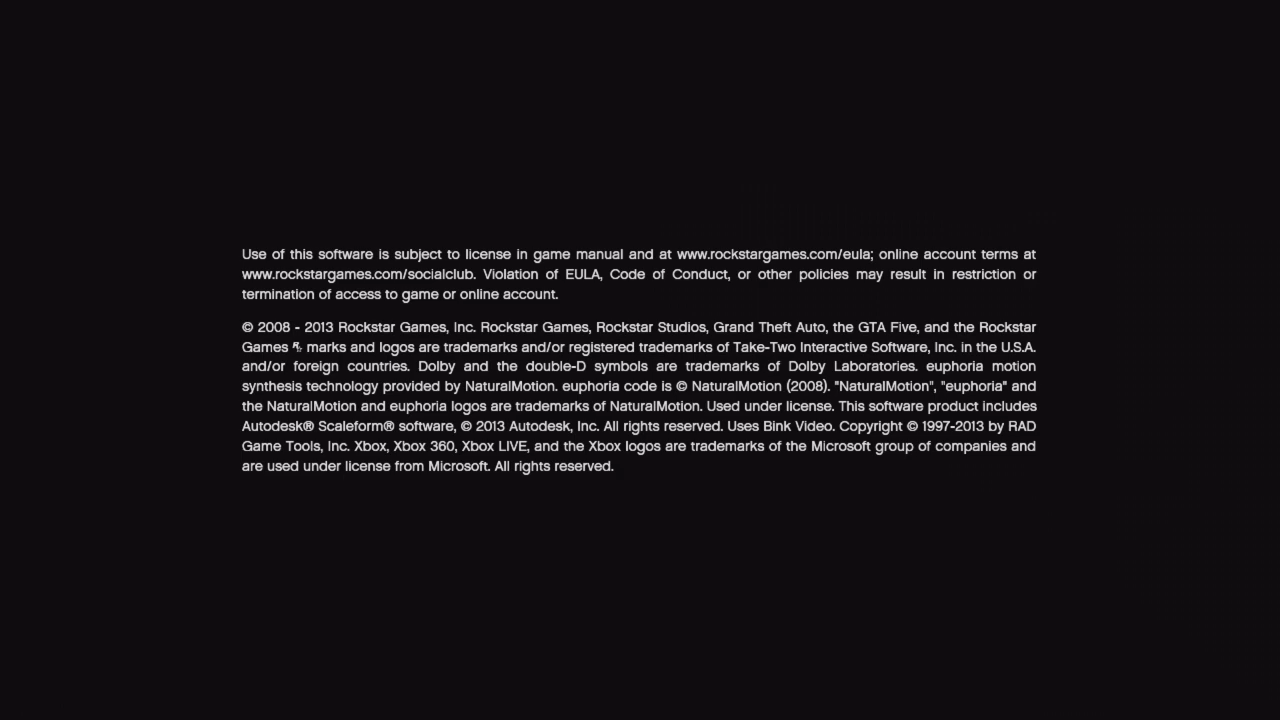 Use of this software is subject to license in game manual and at www.rockstargames.com/eula; online account terms at
www.rockstargames.com/socialclub. Violation of EULA, Code of Conduct, or other policies may result in restriction or
termination of access to game or online account.
© 2008 - 2013 Rockstar Games, Inc. Rockstar Games, Rockstar Studios, Grand Theft Auto, the GTA Five, and the Rockstar
Games R* marks and logos are trademarks and/or registered trademarks of Take-Two Interactive Software, Inc. in the U.S.A.
and/or foreign countries. Dolby and the double-D symbols are trademarks of Dolby Laboratories. euphoria motion
synthesis technology provided by NaturalMotion. euphoria code is © NaturalMotion (2008). "NaturalMotion", "euphoria" and
the NaturalMotion and euphoria logos are trademarks of NaturalMotion. Used under license. This software product includes
Autodesk® Scaleform® software, © 2013 Autodesk, Inc. All rights reserved. Uses Bink Video. Copyright © 1997-2013 by RAD
Game Tools, Inc. Xbox, Xbox 360, Xbox LIVE, and the Xbox logos are trademarks of the Microsoft group of companies and
are used under license from Microsoft. All rights reserved.